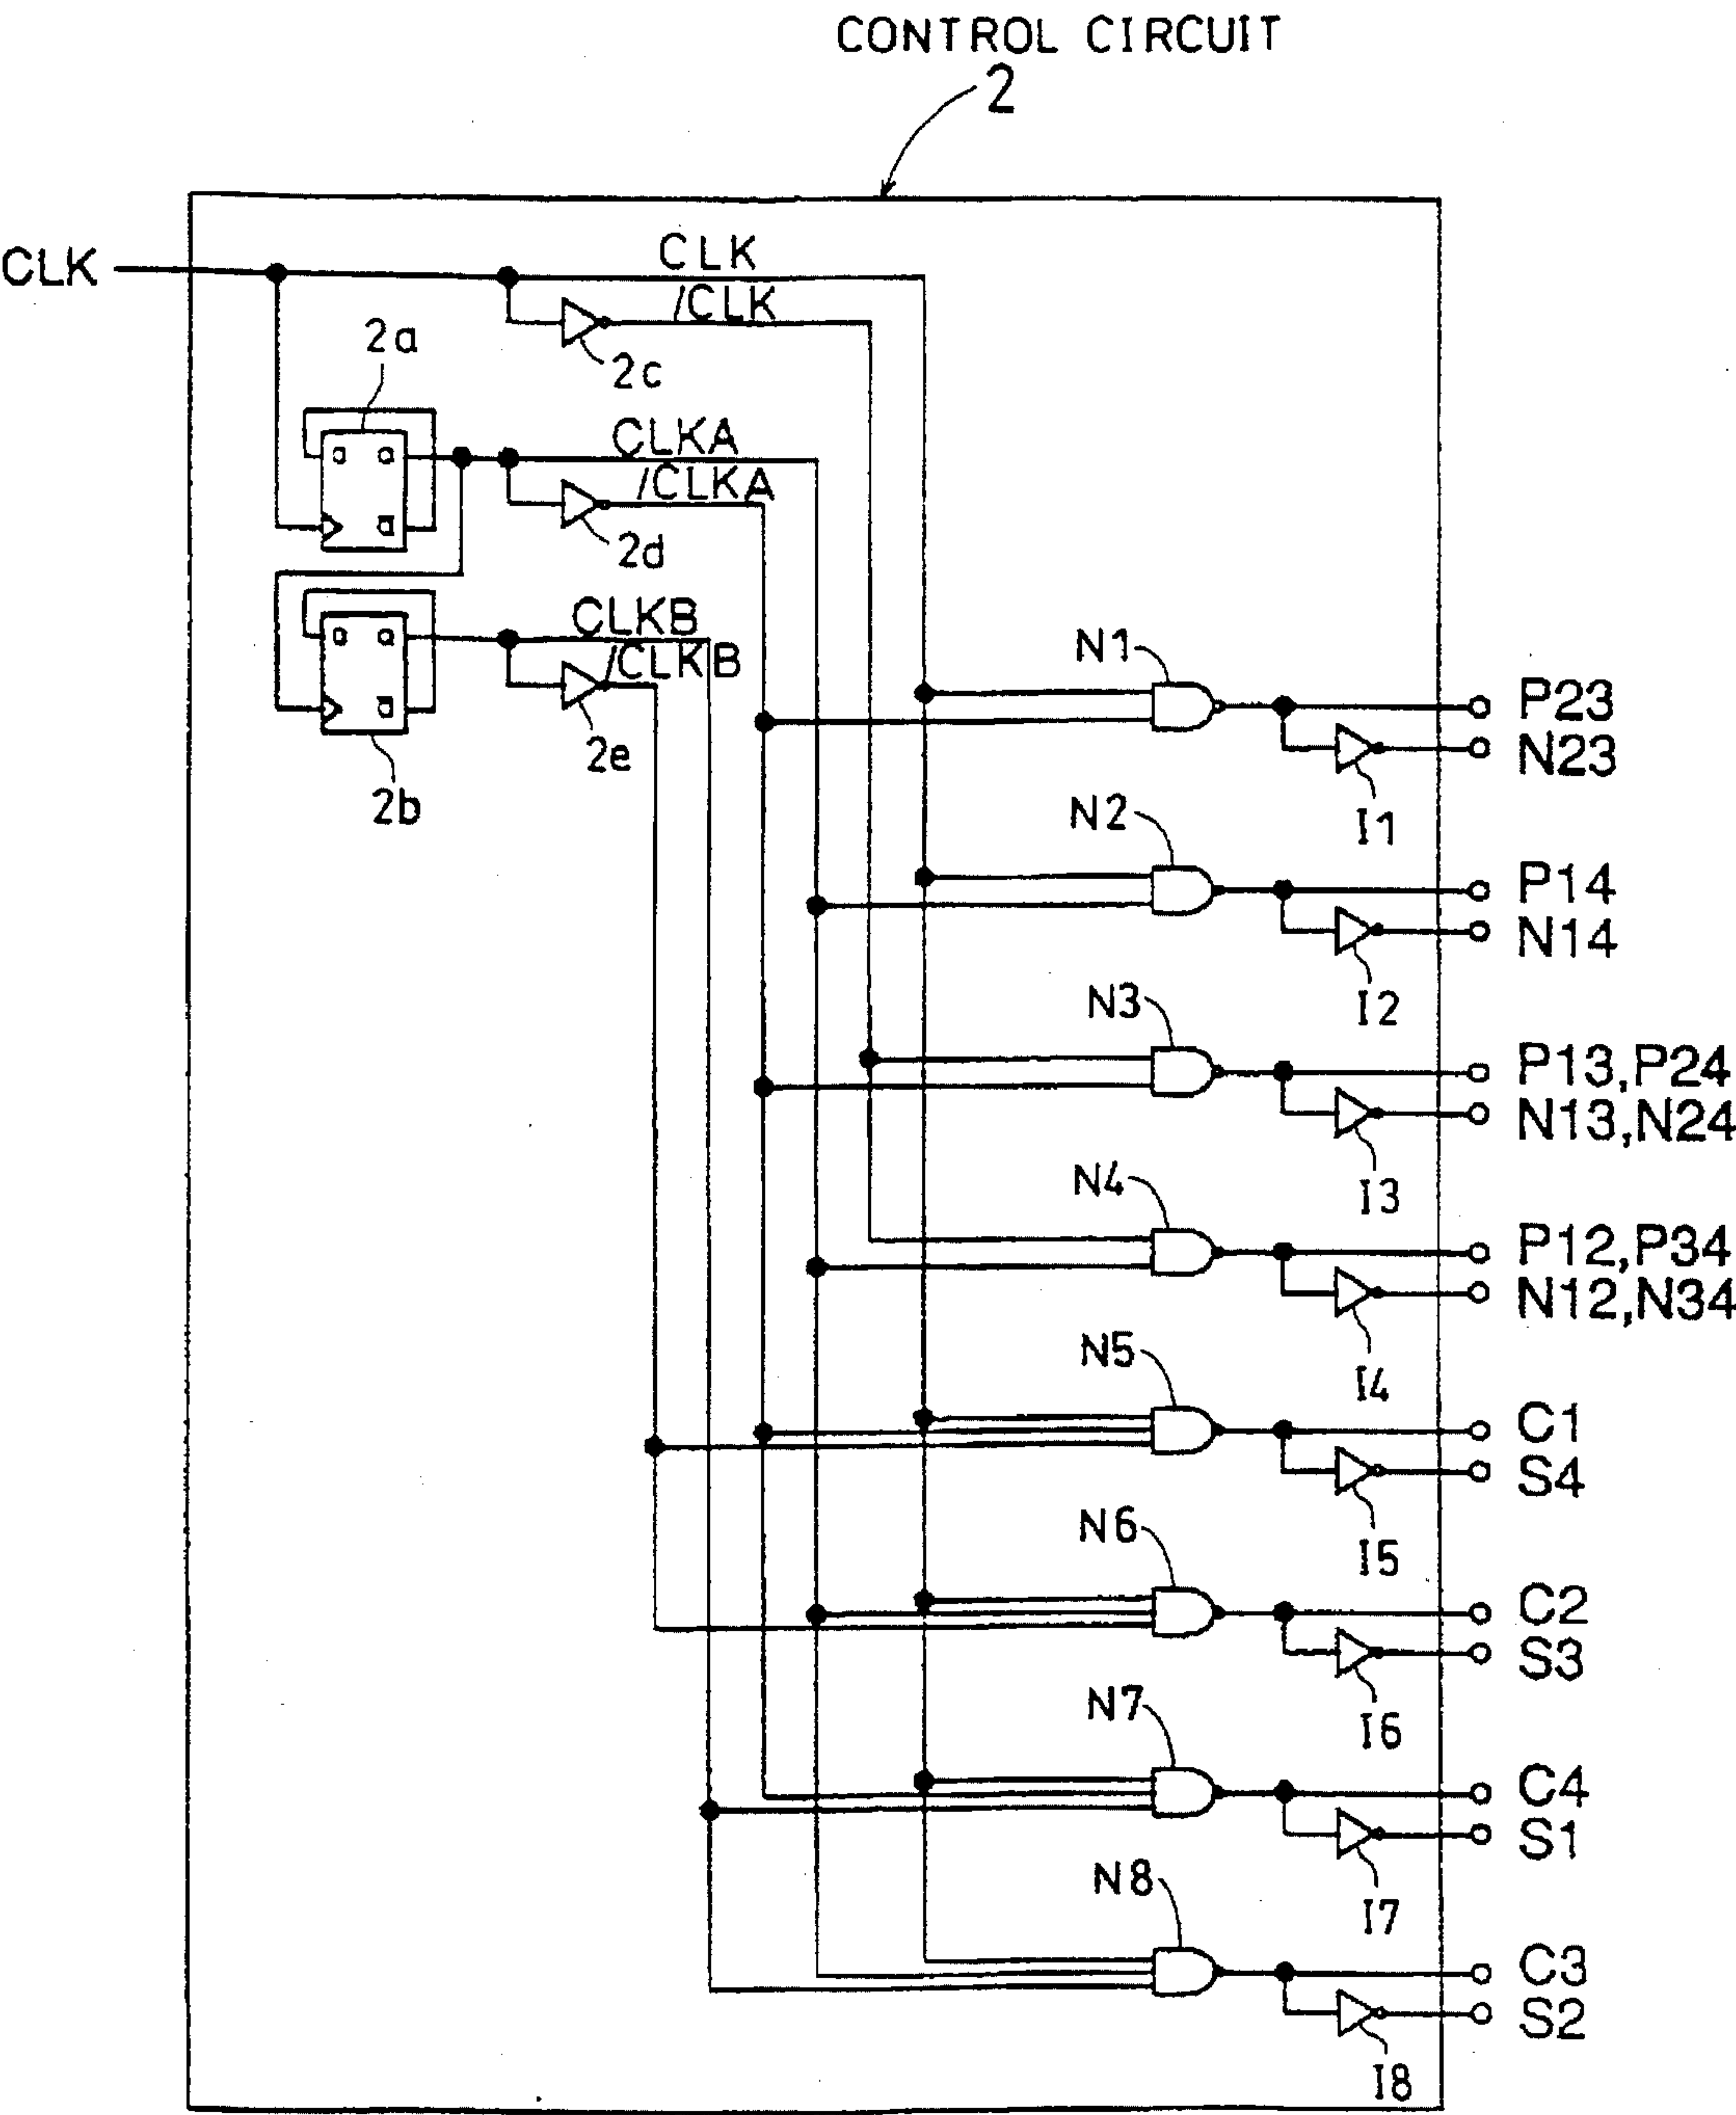 CONTROL CIRCUIT
2
CLK
CLK
/CLK
2c
2a
CLKA
/CLKA
2d
CLKB
/CLKB
2e
2b
N1
P23
N23
I1
N2
P14
N14
I2
N3
P13,P24
N13,N24
I3
N4
P12,P34
N12,N34
I4
N5
C1
S4
I5
N6
C2
S3
I6
N7
C4
S1
I7
N8
C3
S2
I8